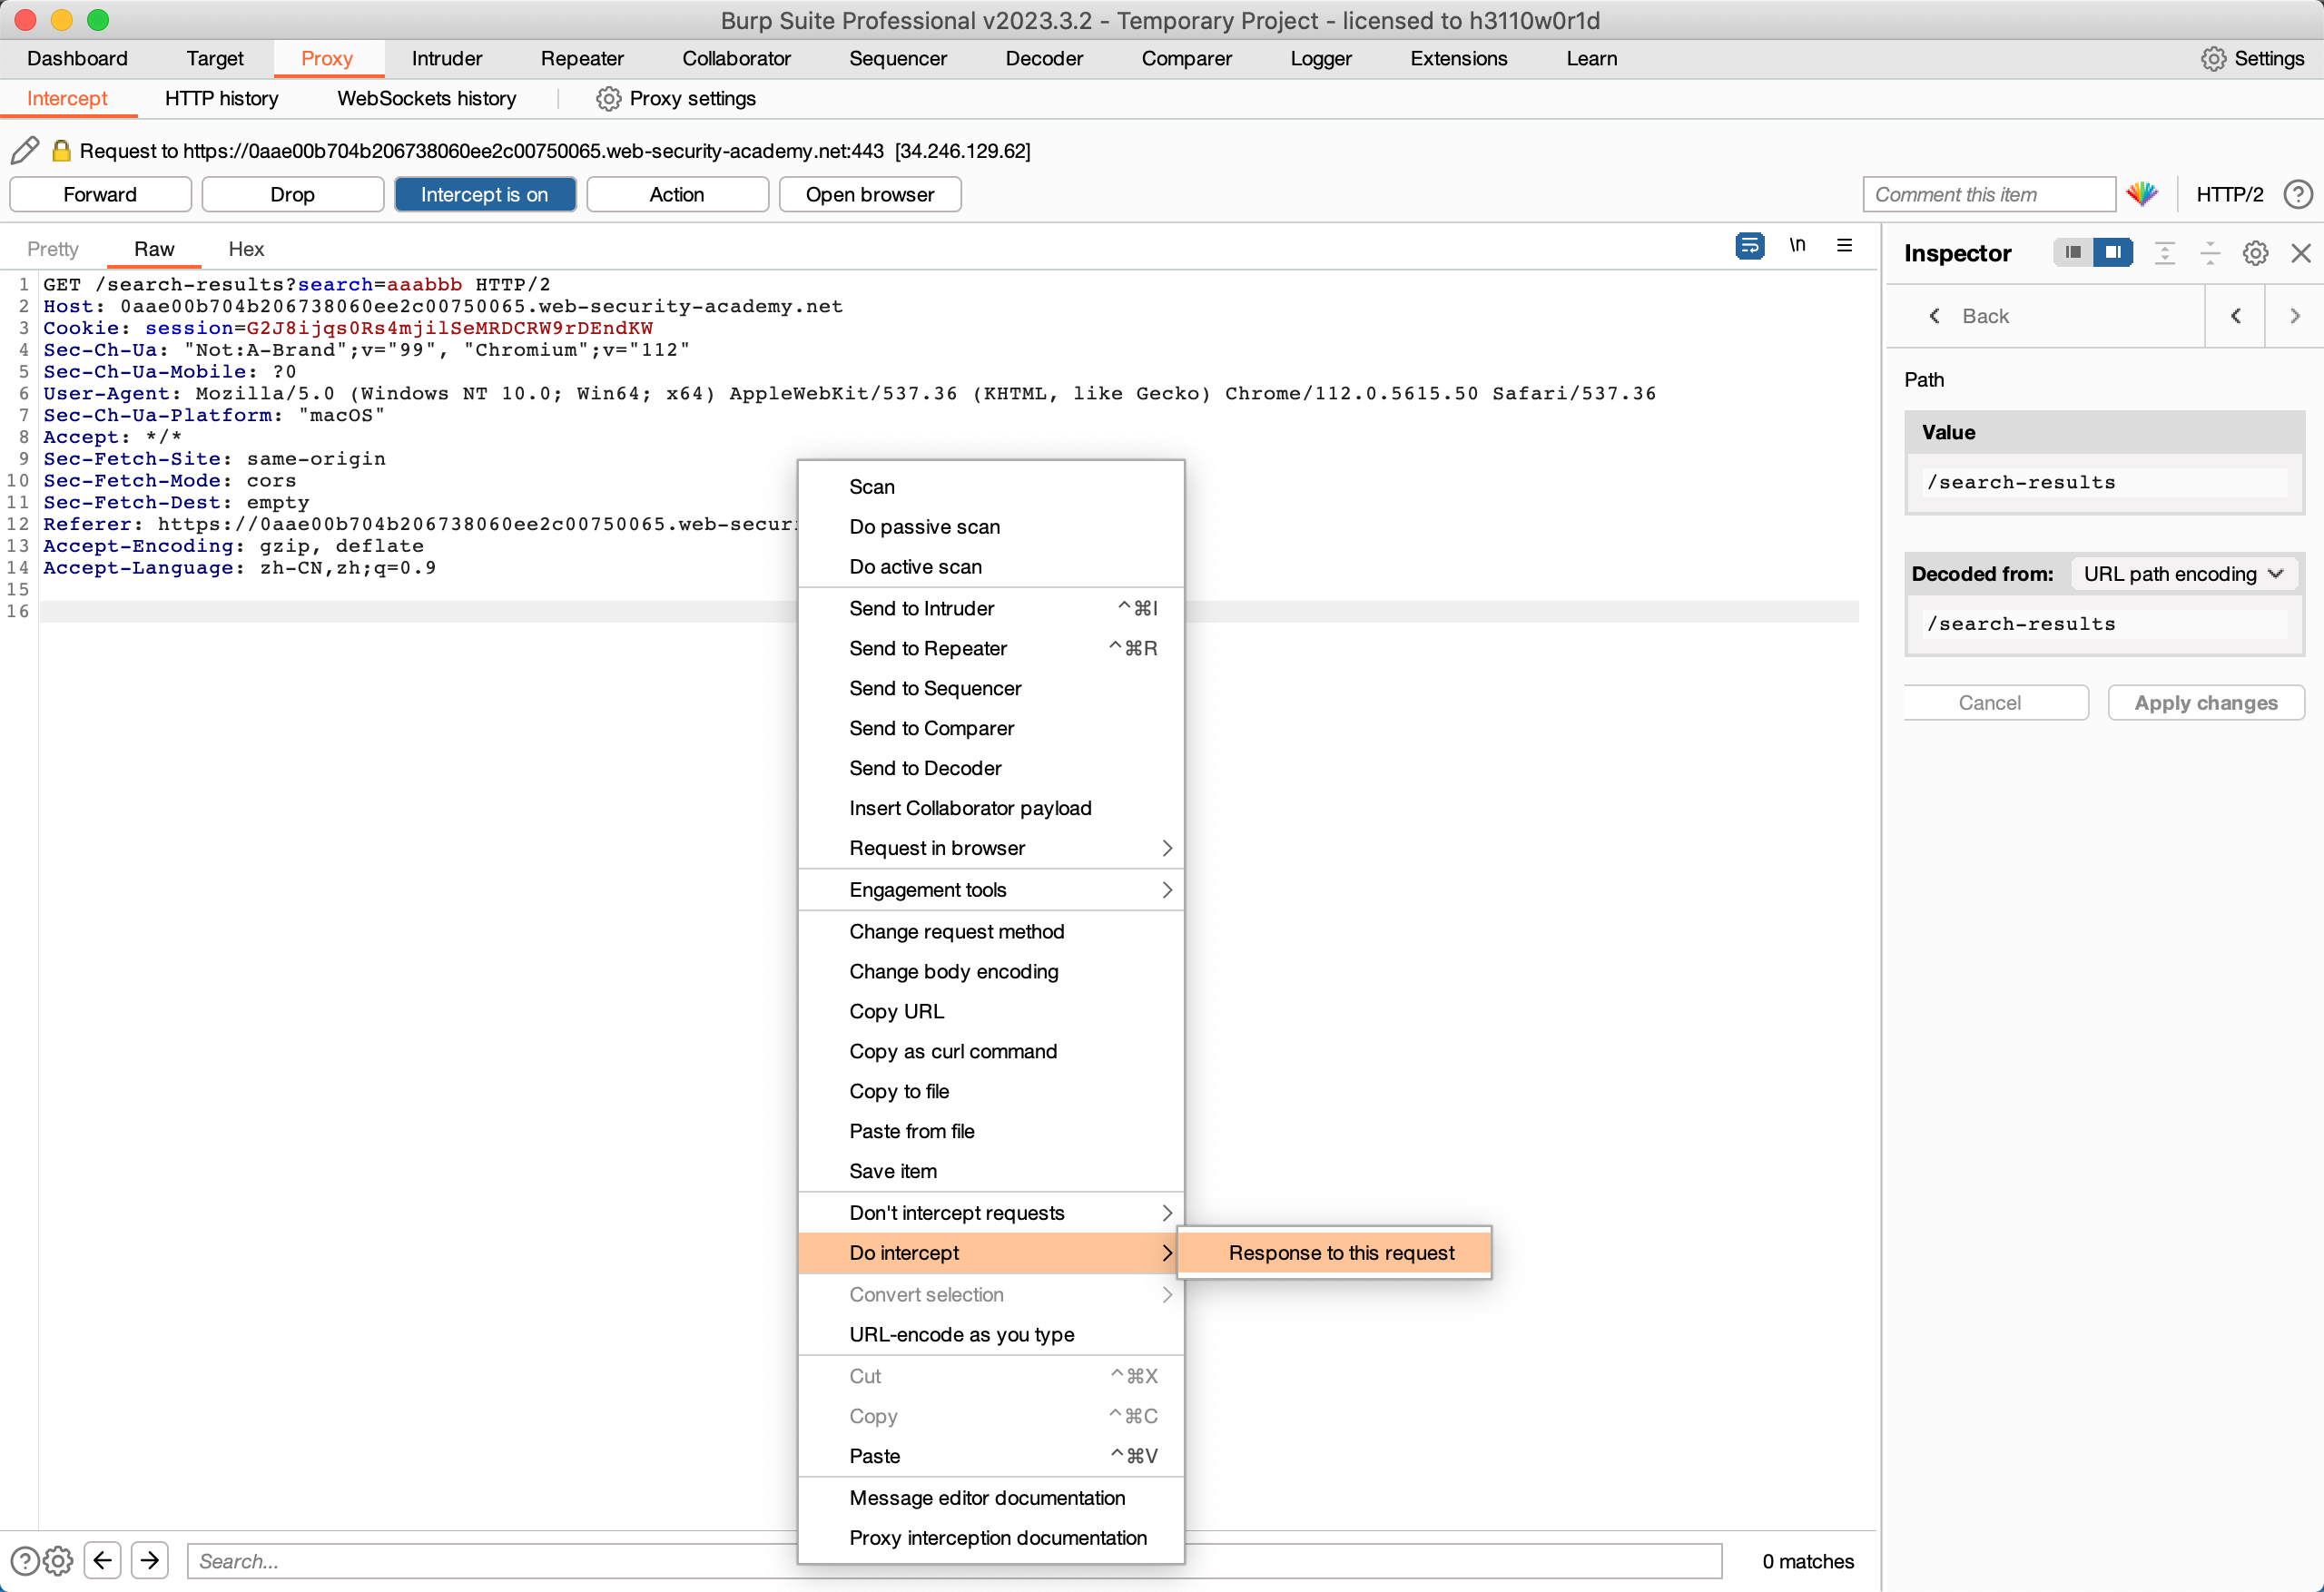 Burp Suite Professional v2023.3.2 - Temporary Project - licensed to h3110w0r1d
Dashboard Target Proxy Intruder Repeater Collaborator Sequencer Decoder Comparer Logger Extensions Learn Settings
Intercept HTTP history WebSockets history Proxy settings
Request to https://0aae00b704b206738060ee2c00750065.web-security-academy.net:443 [34.246.129.62]
Forward Drop Intercept is on Action Open browser Comment this item HTTP/2 ?
Pretty Raw Hex \n
1 GET /search-results?search=aaabbb HTTP/2
2 Host: 0aae00b704b206738060ee2c00750065.web-security-academy.net
3 Cookie: session=G2J8ijqs0Rs4mjilSeMRDCRW9rDEndKW
4 Sec-Ch-Ua: "Not:A-Brand";v="99", "Chromium";v="112"
5 Sec-Ch-Ua-Mobile: ?0
6 User-Agent: Mozilla/5.0 (Windows NT 10.0; Win64; x64) AppleWebKit/537.36 (KHTML, like Gecko) Chrome/112.0.5615.50 Safari/537.36
7 Sec-Ch-Ua-Platform: "macOS"
8 Accept: */*
9 Sec-Fetch-Site: same-origin
10 Sec-Fetch-Mode: cors
11 Sec-Fetch-Dest: empty
12 Referer: https://0aae00b704b206738060ee2c00750065.web-secur
13 Accept-Encoding: gzip, deflate
14 Accept-Language: zh-CN,zh;q=0.9
15
16
Scan
Do passive scan
Do active scan
Send to Intruder ^⌘I
Send to Repeater ^⌘R
Send to Sequencer
Send to Comparer
Send to Decoder
Insert Collaborator payload
Request in browser
Engagement tools
Change request method
Change body encoding
Copy URL
Copy as curl command
Copy to file
Paste from file
Save item
Don't intercept requests
Do intercept
Response to this request
Convert selection
URL-encode as you type
Cut ^⌘X
Copy ^⌘C
Paste ^⌘V
Message editor documentation
Proxy interception documentation
Inspector
Back
Path
Value
/search-results
Decoded from: URL path encoding
/search-results
Cancel Apply changes
? Search... 0 matches